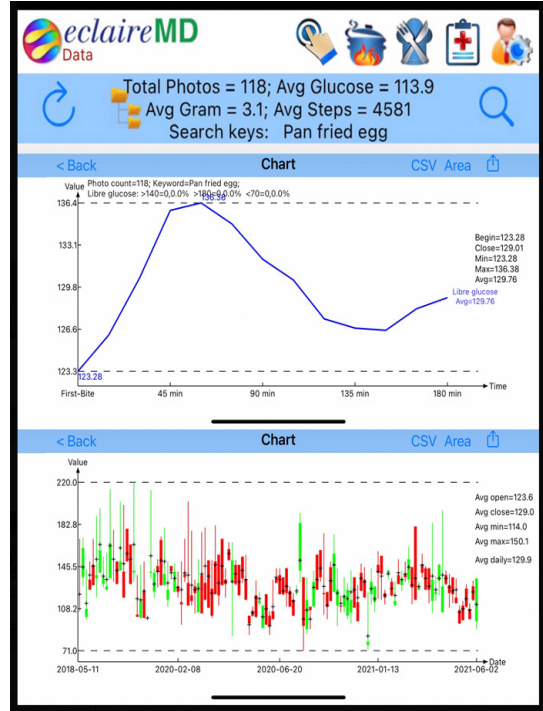 eclaireMD
Data
Total Photos = 118; Avg Glucose = 113.9
Avg Gram = 3.1; Avg Steps = 4581
Search keys: Pan fried egg
< Back
Chart
CSV Area
Value
Photo count=118; Keyword=Pan fried egg;
Libre glucose: >140=0,0.0% >180=0,0.0% <70=0,0.0%
136.4
136.38
133.1
129.8
126.6
123.3
123.28
Begin=123.28
Close=129.01
Min=123.28
Max=136.38
Avg=129.76
Libre glucose
Avg=129.76
First-Bite
45 min
90 min
135 min
180 min
Time
< Back
Chart
CSV Area
Value
220.0
182.8
145.5
108.2
71.0
Avg open=123.6
Avg close=129.0
Avg min=114.0
Avg max=150.1
Avg daily=129.9
2018-05-11
2020-02-08
2020-06-20
2021-01-13
2021-06-02
Date